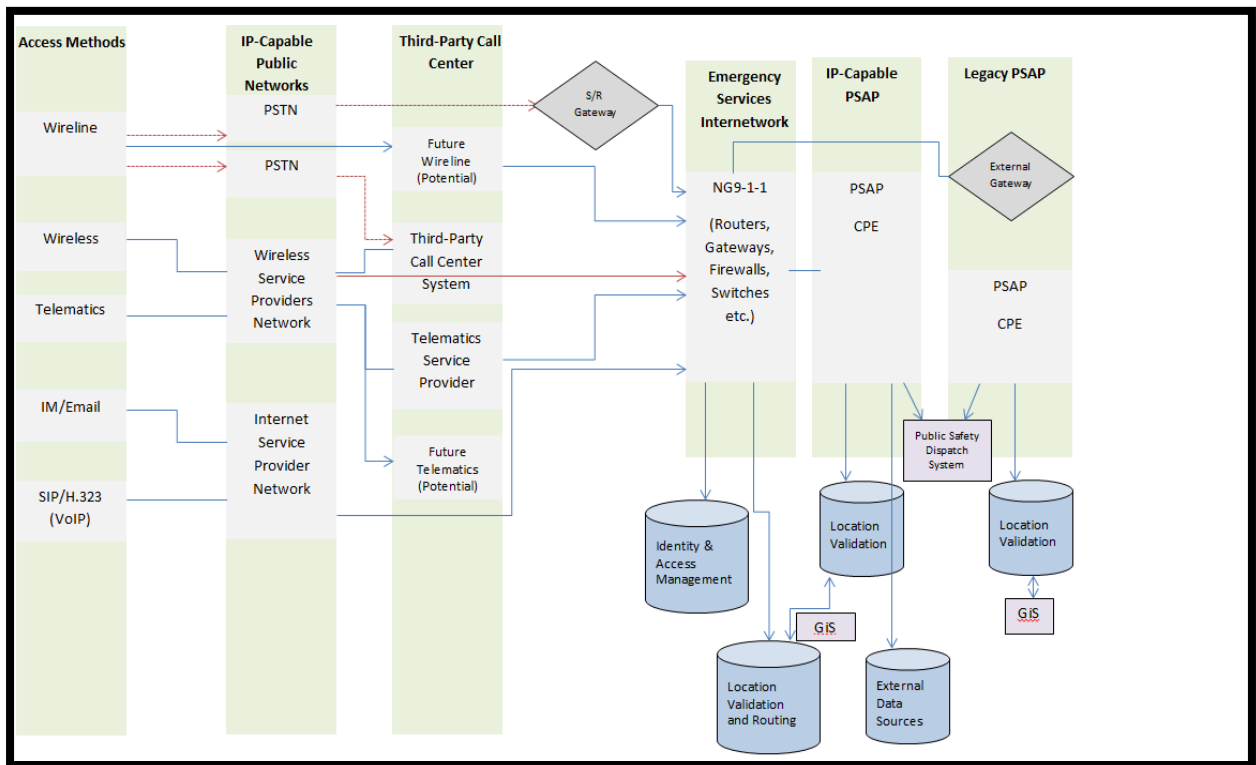 Access Methods
Wireline
Wireless
Telematics
IM/Email
SIP/H.323
(VoIP)
IP-Capable
Public
Networks
PSTN
PSTN
Wireless
Service
Providers
Network
Internet
Service
Provider
Network
Third-Party Call
Center
Future
Wireline
(Potential)
Third-Party
Call Center
System
Telematics
Service
Provider
Future
Telematics
(Potential)
S/R
Gateway
Emergency
Services
Internetwork
NG9-1-1
(Routers,
Gateways,
Firewalls,
Switches
etc.)
IP-Capable
PSAP
PSAP
CPE
Legacy PSAP
External
Gateway
PSAP
CPE
Public Safety
Dispatch
System
Identity &
Access
Management
Location
Validation
Location
Validation
GiS
GiS
Location
Validation
and Routing
External
Data
Sources